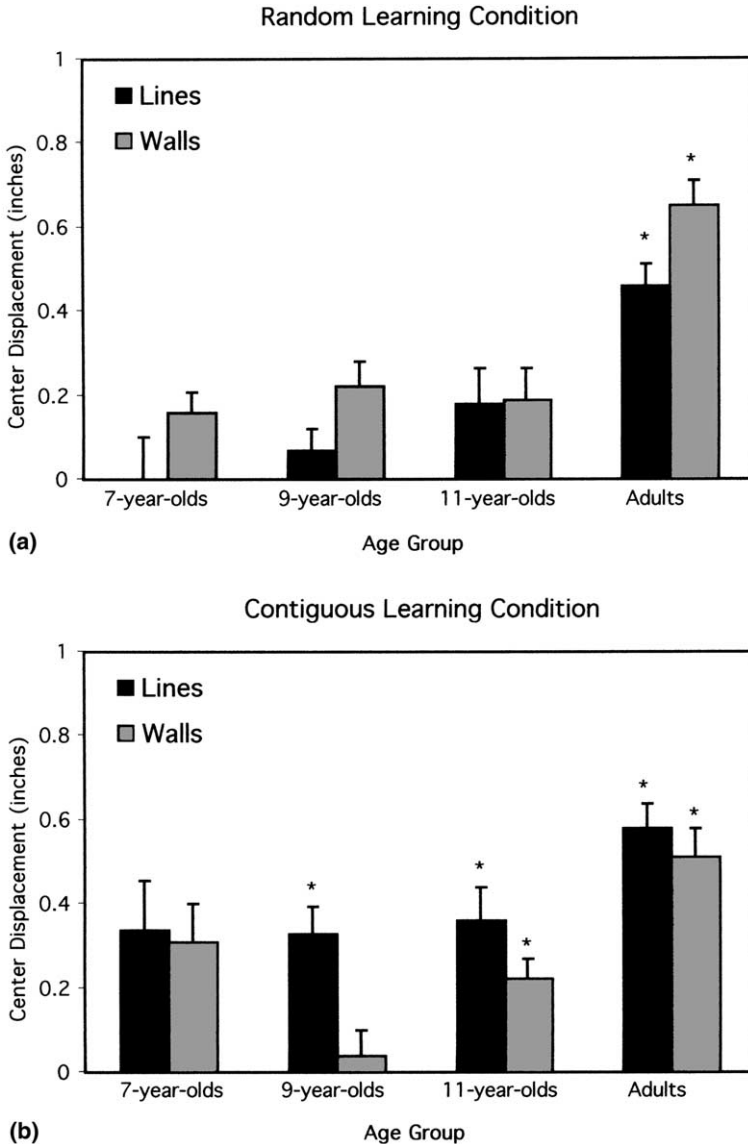 Random Learning Condition
1
Lines
0.8
Walls
*
0.6
*
0.4
0.2
0
Center Displacement (inches)
7-year-olds 9-year-olds 11-year-olds Adults
(a) Age Group
Contiguous Learning Condition
1
Lines
0.8
Walls
*
*
0.6
*
*
0.4
*
0.2
0
Center Displacement (inches)
7-year-olds 9-year-olds 11-year-olds Adults
(b) Age Group